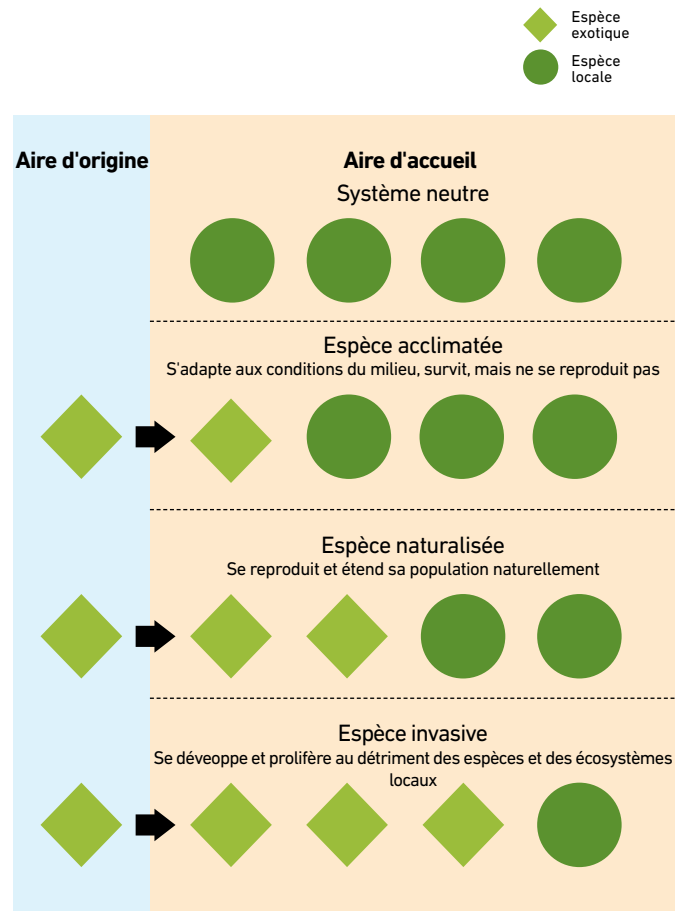 Espèce
exotique
Espèce
locale
Aire d'origine
Aire d'accueil
Système neutre
Espèce acclimatée
S'adapte aux conditions du milieu, survit, mais ne se reproduit pas
Espèce naturalisée
Se reproduit et étend sa population naturellement
Espèce invasive
Se déveoppe et prolifère au détriment des espèces et des écosystèmes
locaux